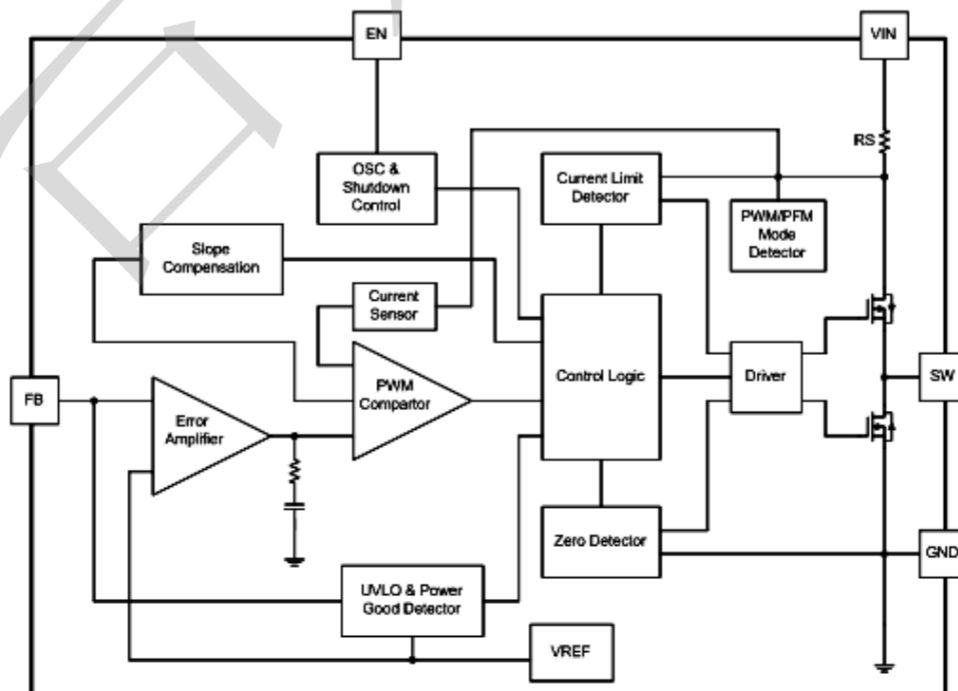 EN
VIN
RS
OSC &
Shutdown
Control
Current Limit
Detector
PWM/PFM
Mode
Detector
Slope
Compensation
Current
Sensor
FB
Error
Amplifier
PWM
Compartor
Control Logic
Driver
SW
Zero Detector
GND
UVLO & Power
Good Detector
VREF